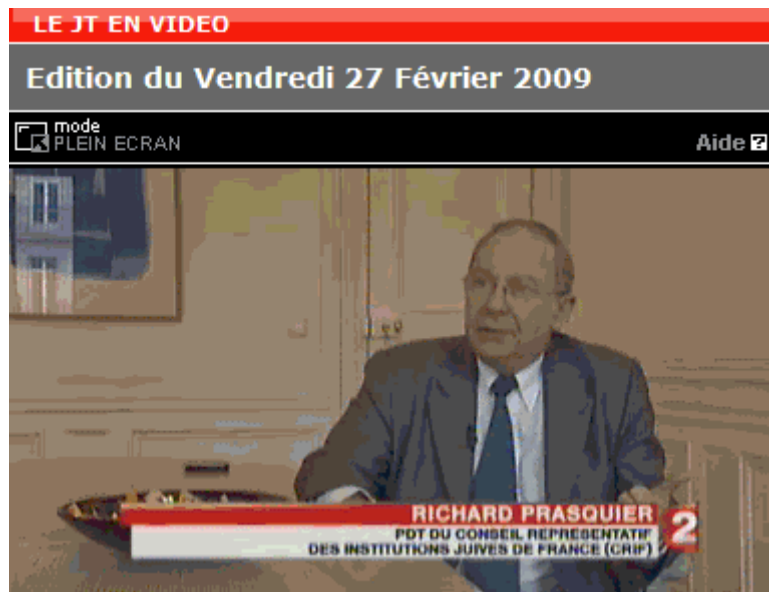 LE JT EN VIDEO
Edition du Vendredi 27 Février 2009
mode
PLEIN ECRAN
Aide ?
RICHARD PRASQUIER
PDT DU CONSEIL REPRESENTATIF
DES INSTITUTIONS JUIVES DE FRANCE (CRIF)
2